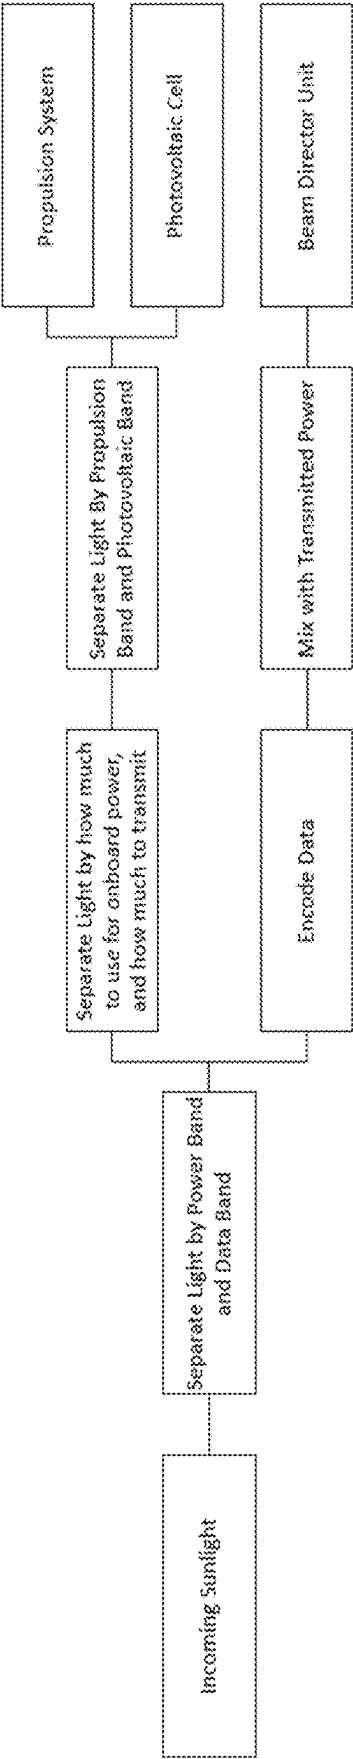 Incoming Sunlight
Separate Light by Power Band
and Data Band
Separate Light by how much
to use for onboard power,
and how much to transmit
Separate Light By Propulsion
Band and Photovoltaic Band
Propulsion System
Photovoltaic Cell
Encode Data
Mix with Transmitted Power
Beam Director Unit